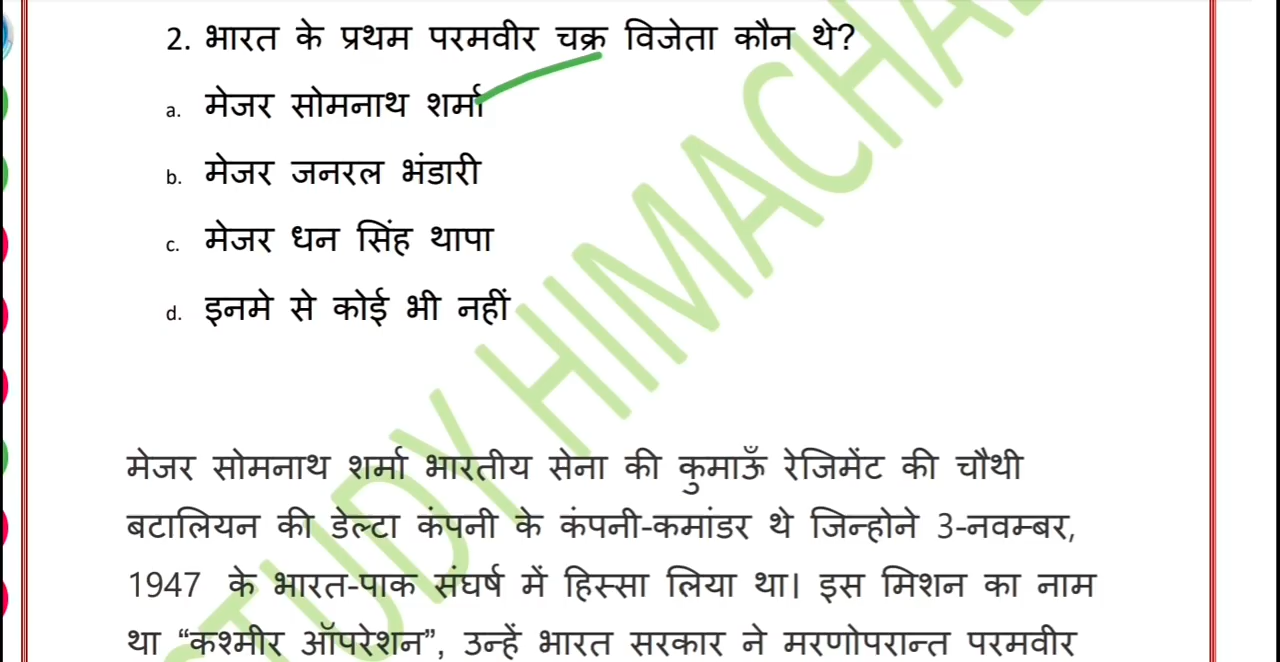 2. भारत के प्रथम परमवीर चक्र विजेता कौन थे?
a. मेजर सोमनाथ शर्मा
b. मेजर जनरल भंडारी
c. मेजर धन सिंह थापा
d. इनमे से कोई भी नहीं
मेजर सोमनाथ शर्मा भारतीय सेना की कुमाऊँ रेजिमेंट की चौथी
बटालियन की डेल्टा कंपनी के कंपनी-कमांडर थे जिन्होने 3-नवम्बर,
1947 के भारत-पाक संघर्ष में हिस्सा लिया था। इस मिशन का नाम
था “कश्मीर ऑपरेशन”, उन्हें भारत सरकार ने मरणोपरान्त परमवीर
STUDY HIMACHAL